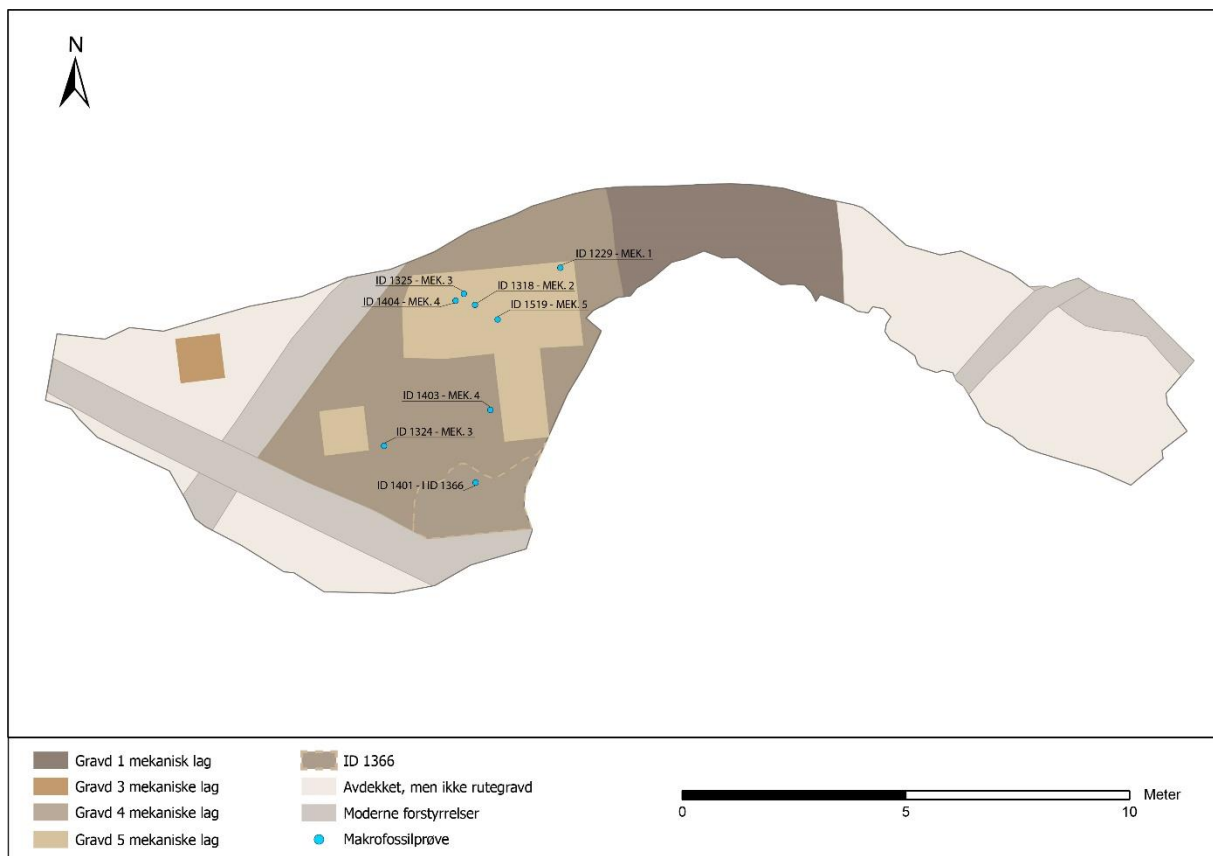 N
ID 1229 - MEK. 1
ID 1325 - MEK. 3
ID 1318 - MEK. 2
ID 1404 - MEK. 4
ID 1519 - MEK. 5
ID 1403 - MEK. 4
ID 1324 - MEK. 3
ID 1401 - I ID 1366
Gravd 1 mekanisk lag
Gravd 3 mekaniske lag
Gravd 4 mekaniske lag
Gravd 5 mekaniske lag
ID 1366
Avdekket, men ikke rutegravd
Moderne forstyrrelser
Makrofossilprøve
Meter
0 5 10